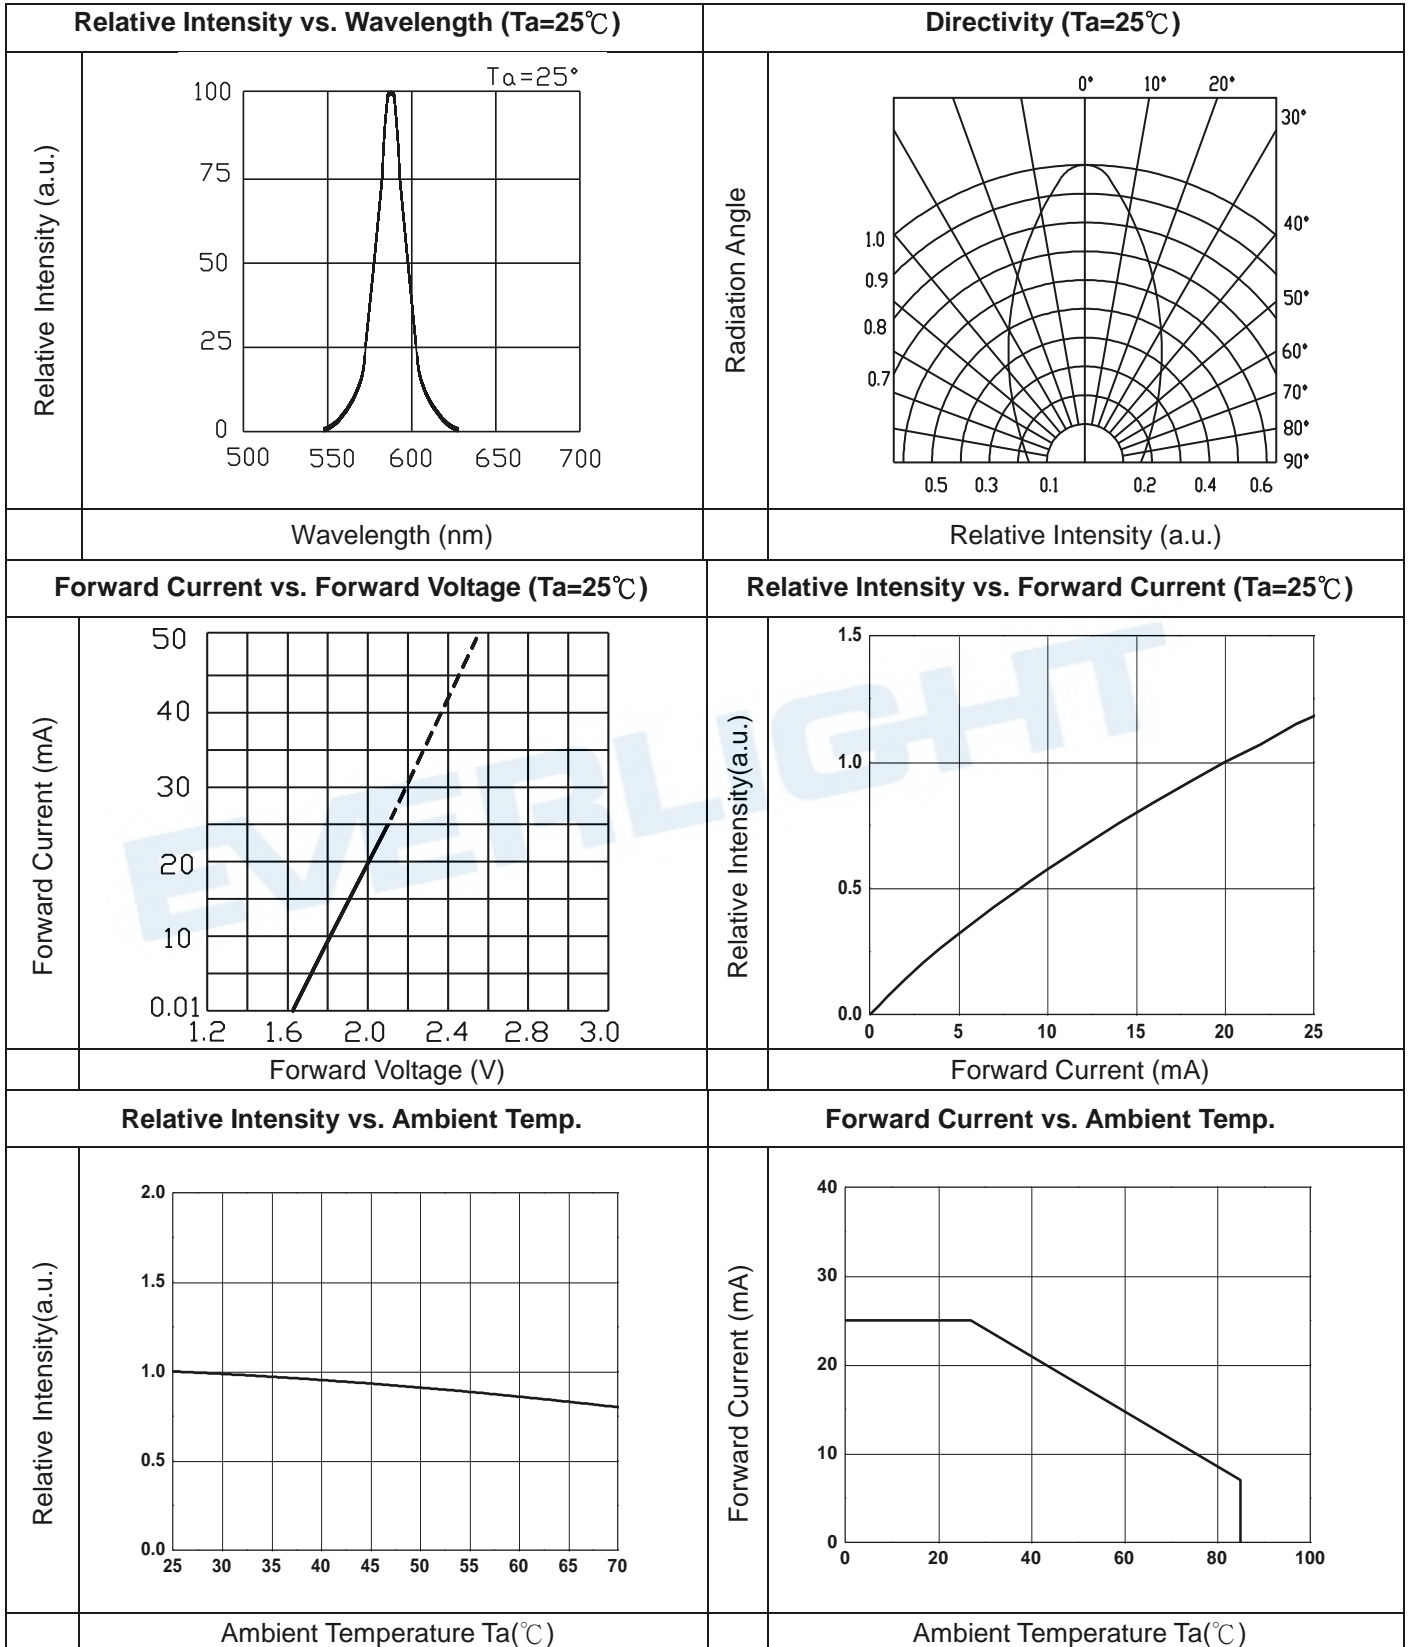 Relative Intensity vs. Wavelength (Ta=25℃)
Directivity (Ta=25℃)
Relative Intensity (a.u.)
Ta=25°
100
75
50
25
0
500 550 600 650 700
Wavelength (nm)
Radiation Angle
0° 10° 20°
30°
40°
50°
60°
70°
80°
90°
1.0
0.9
0.8
0.7
0.5 0.3 0.1 0.2 0.4 0.6
Relative Intensity (a.u.)
Forward Current vs. Forward Voltage (Ta=25℃)
Relative Intensity vs. Forward Current (Ta=25℃)
Forward Current (mA)
50
40
30
20
10
0.01
1.2 1.6 2.0 2.4 2.8 3.0
Forward Voltage (V)
Relative Intensity(a.u.)
1.5
1.0
0.5
0.0
0 5 10 15 20 25
Forward Current (mA)
EVERLIGHT
Relative Intensity vs. Ambient Temp.
Forward Current vs. Ambient Temp.
Relative Intensity(a.u.)
2.0
1.5
1.0
0.5
0.0
25 30 35 40 45 50 55 60 65 70
Ambient Temperature Ta(℃)
Forward Current (mA)
40
30
20
10
0
0 20 40 60 80 100
Ambient Temperature Ta(℃)